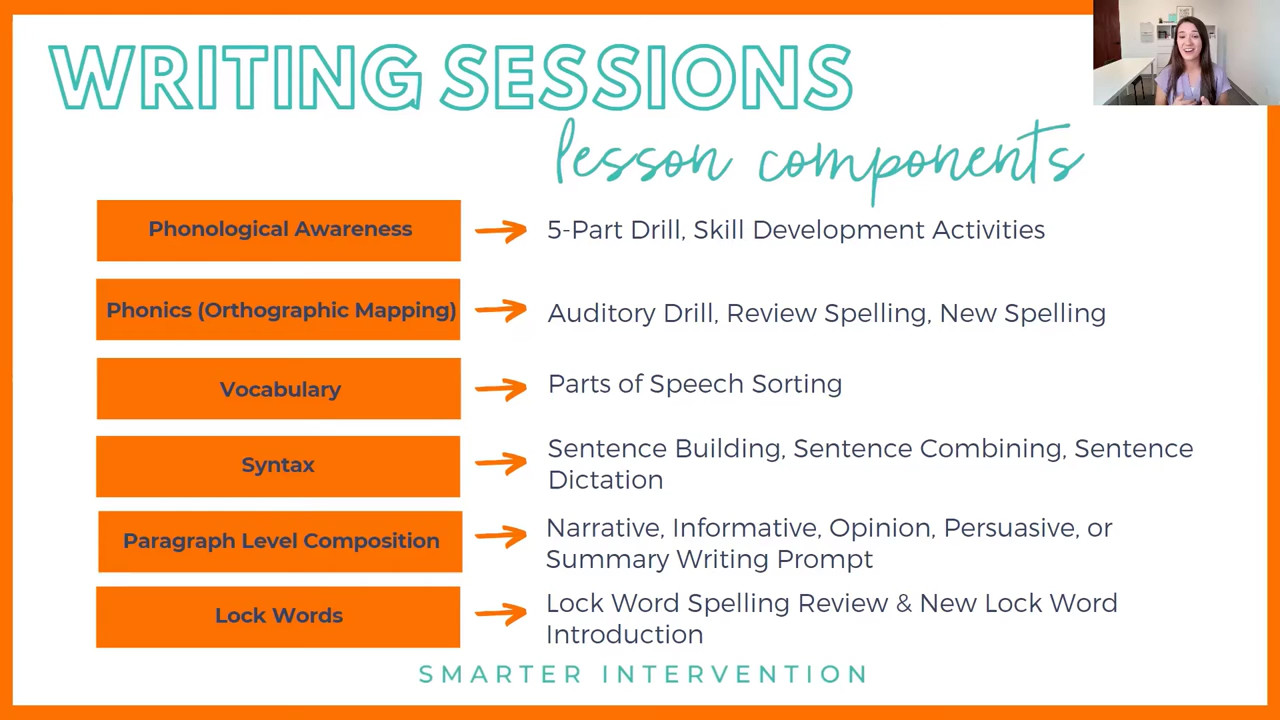 WRITING SESSIONS
lesson components
Phonological Awareness
5-Part Drill, Skill Development Activities
Phonics (Orthographic Mapping)
Auditory Drill, Review Spelling, New Spelling
Vocabulary
Parts of Speech Sorting
Syntax
Sentence Building, Sentence Combining, Sentence
Dictation
Paragraph Level Composition
Narrative, Informative, Opinion, Persuasive, or
Summary Writing Prompt
Lock Words
Lock Word Spelling Review & New Lock Word
Introduction
SMARTER INTERVENTION